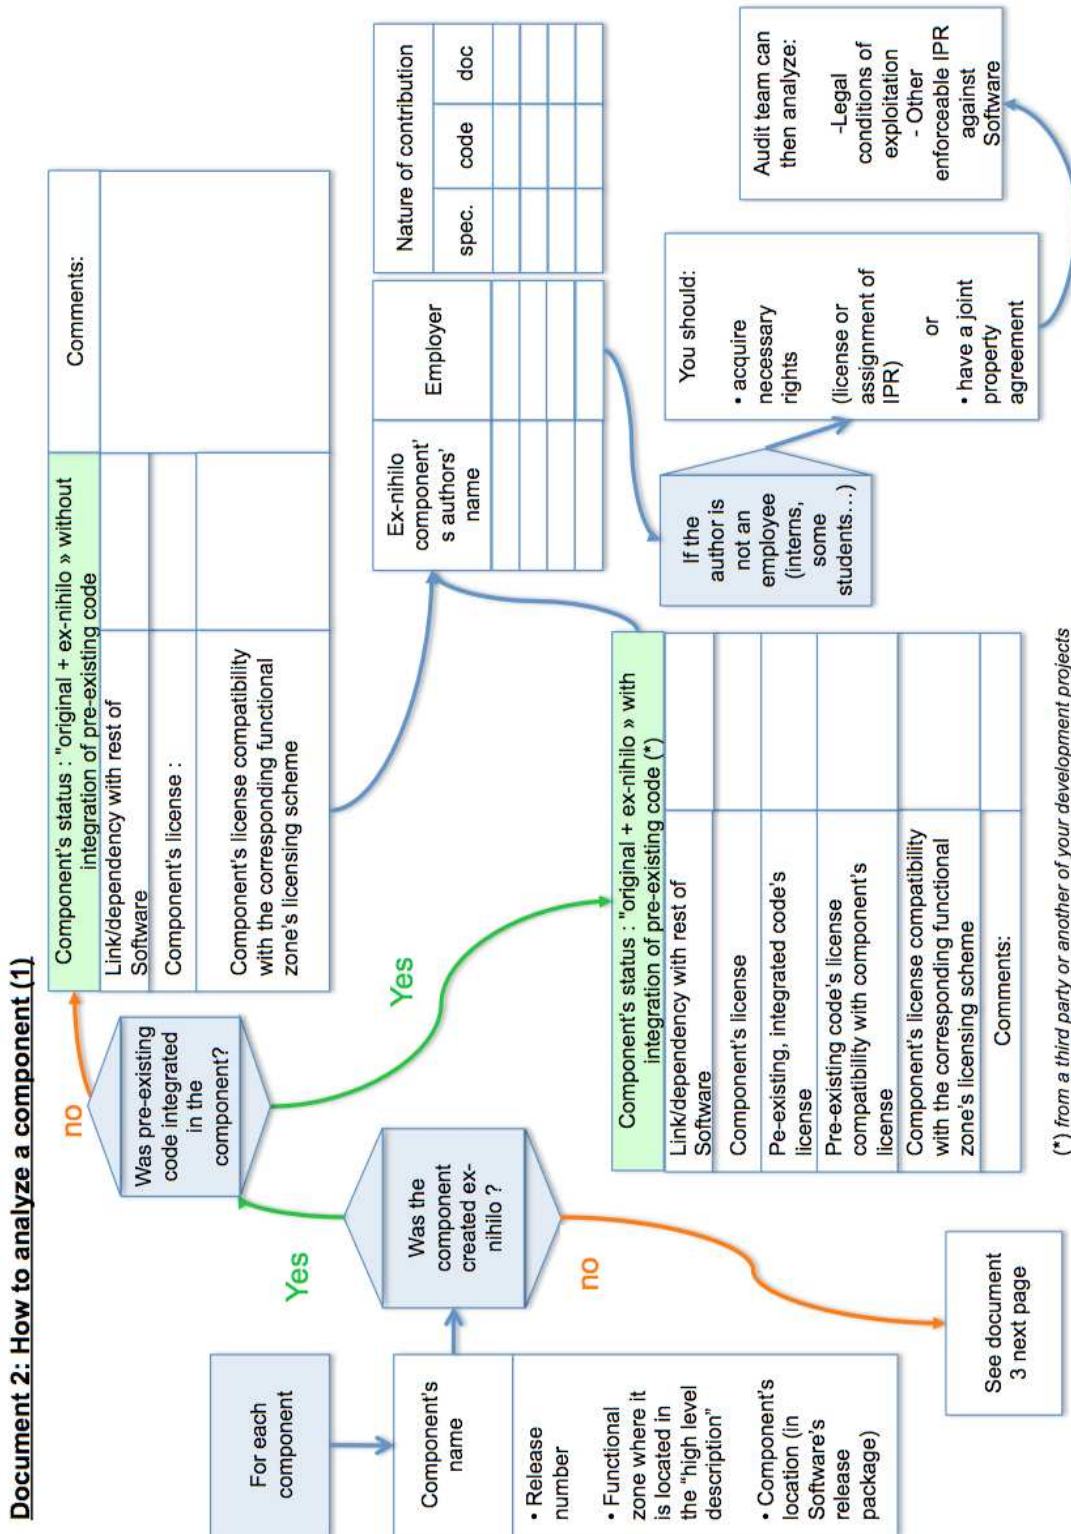 Document 2: How to analyze a component (1)
For each
component
Component's
name
• Release
number
• Functional
zone where it
is located in
the “high level
description”
• Component's
location (in
Software's
release
package)
Was the
component
created ex-
nihilo ?
Yes
no
See document
3 next page
Was pre-existing
code integrated
in the
component?
no
Yes
Component's status : "original + ex-nihilo » without
integration of pre-existing code
Comments:
Link/dependency with rest of
Software
Component's license :
Component's license compatibility
with the corresponding functional
zone's licensing scheme
Component's status : "original + ex-nihilo » with
integration of pre-existing code (*)
Link/dependency with rest of
Software
Component's license
Pe-existing, integrated code's
license
Pre-existing code's license
compatibility with component's
license
Component's license compatibility
with the corresponding functional
zone's licensing scheme
Comments:
Ex-nihilo
component'
s authors'
name
Employer
Nature of contribution
spec.
code
doc
If the
author is
not an
employee
(interns,
some
students…)
You should:
• acquire
necessary
rights
(license or
assignment of
IPR)
or
• have a joint
property
agreement
Audit team can
then analyze:
-Legal
conditions of
exploitation
- Other
enforceable IPR
against
Software
(*) from a third party or another of your development projects